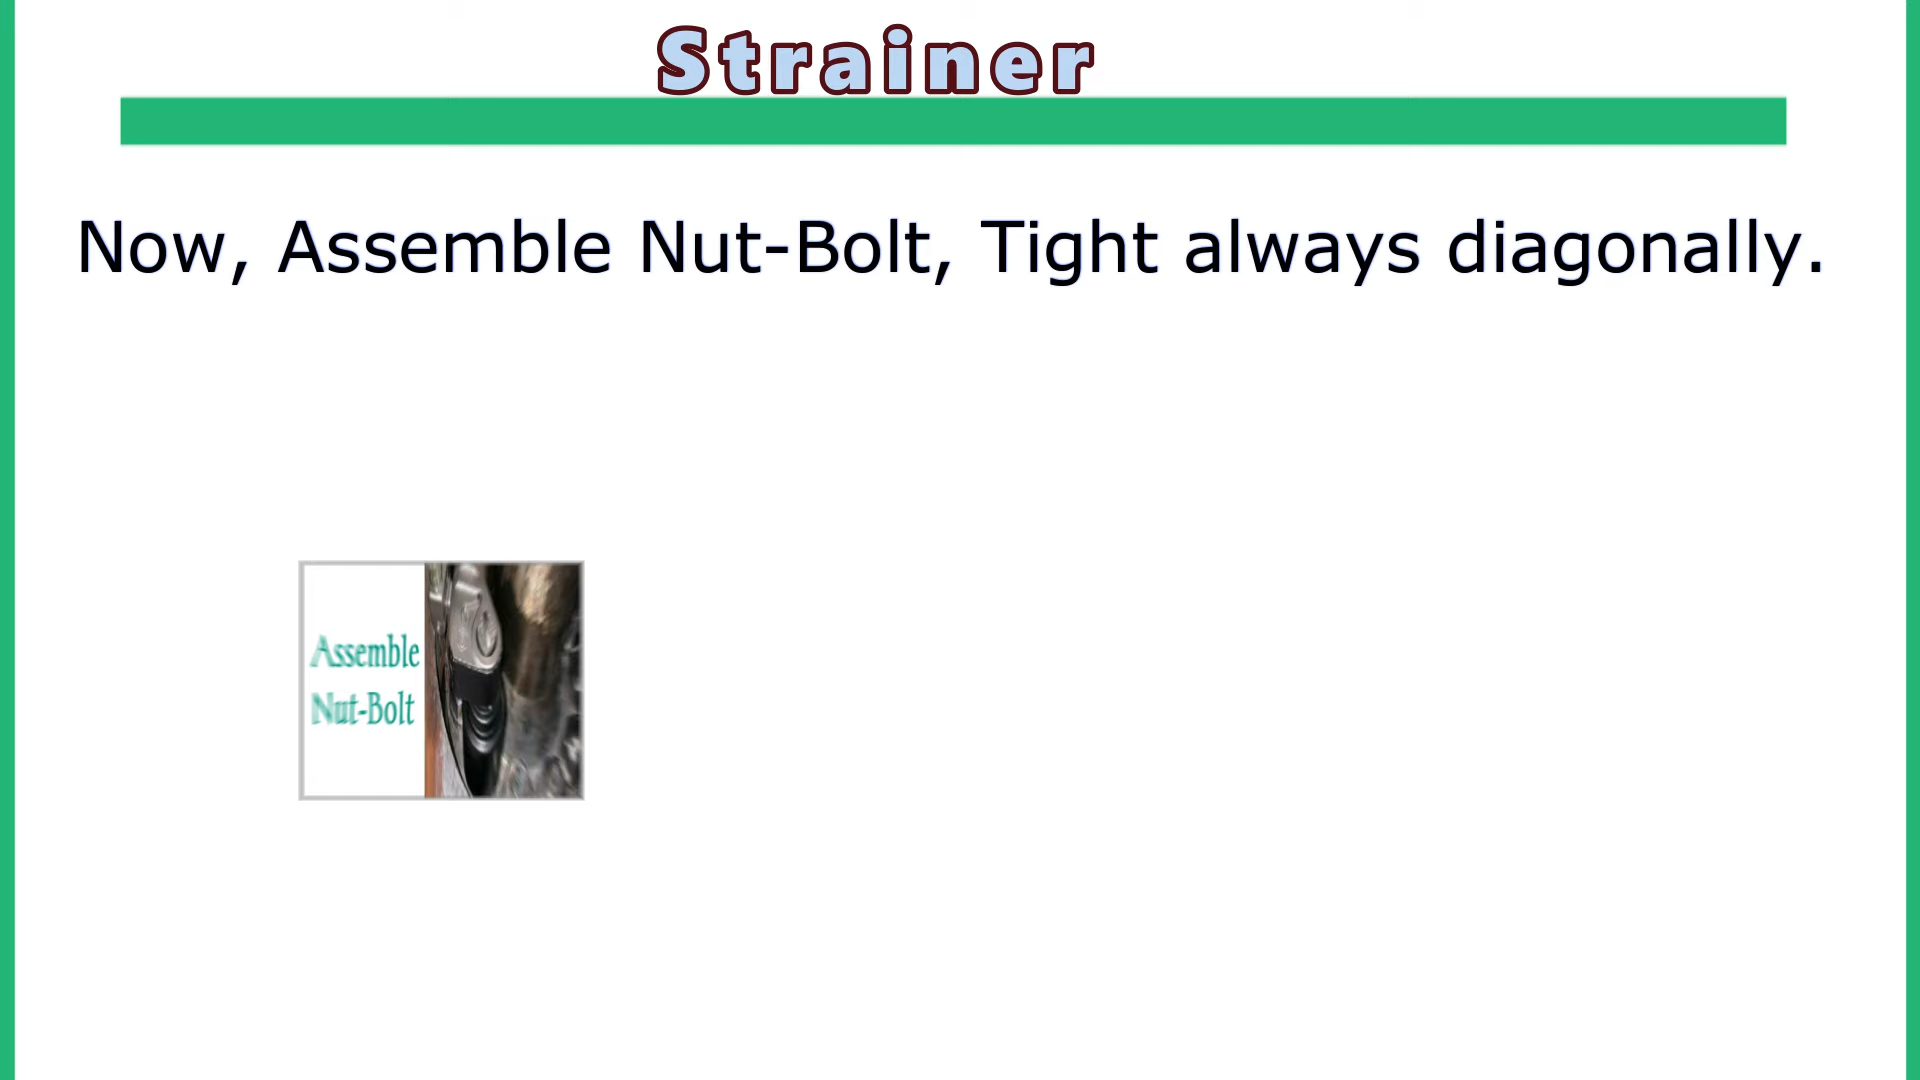 Strainer
Now, Assemble Nut-Bolt, Tight always diagonally.
Assemble
Nut-Bolt